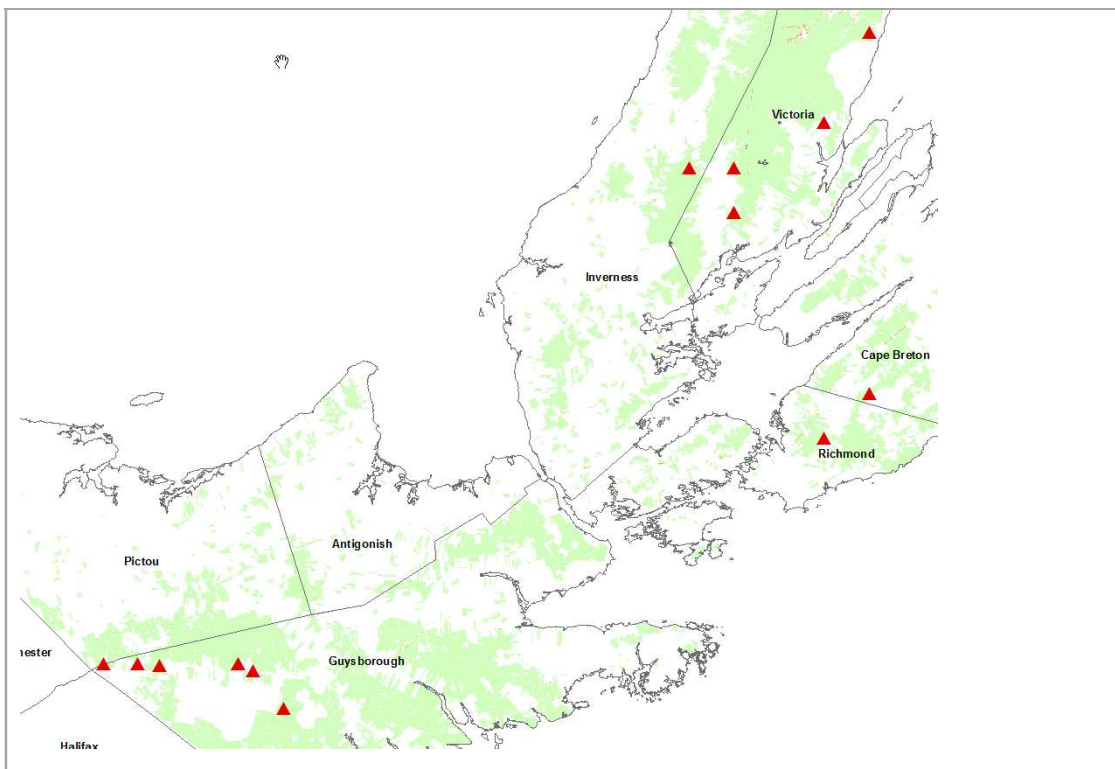 Victoria
Inverness
Cape Breton
Richmond
Antigonish
Pictou
hester
Guysborough
Halifax